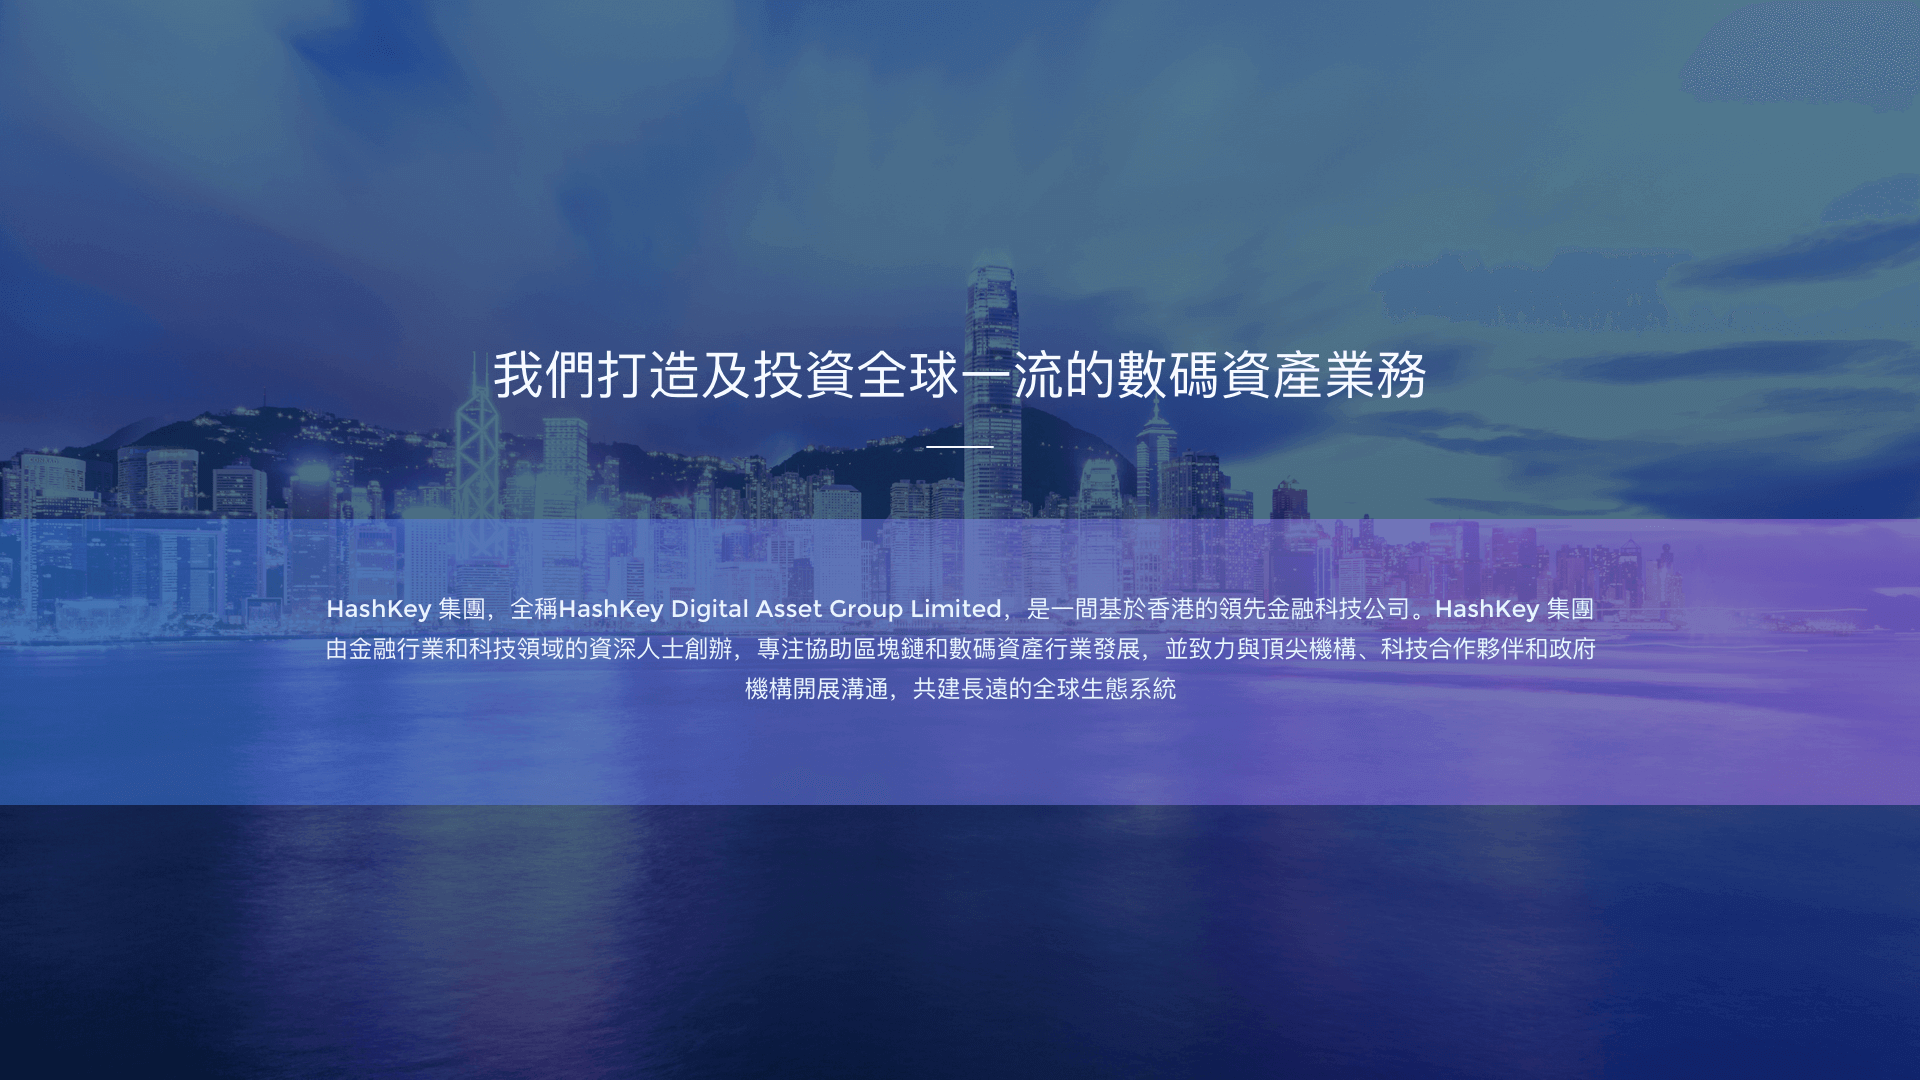 我們打造及投資全球一流的數碼資產業務
HashKey 集團，全稱HashKey Digital Asset Group Limited，是一間基於香港的領先金融科技公司。HashKey 集團
由金融行業和科技領域的資深人士創辦，專注協助區塊鏈和數碼資產行業發展，並致力與頂尖機構、科技合作夥伴和政府
機構開展溝通，共建長遠的全球生態系統